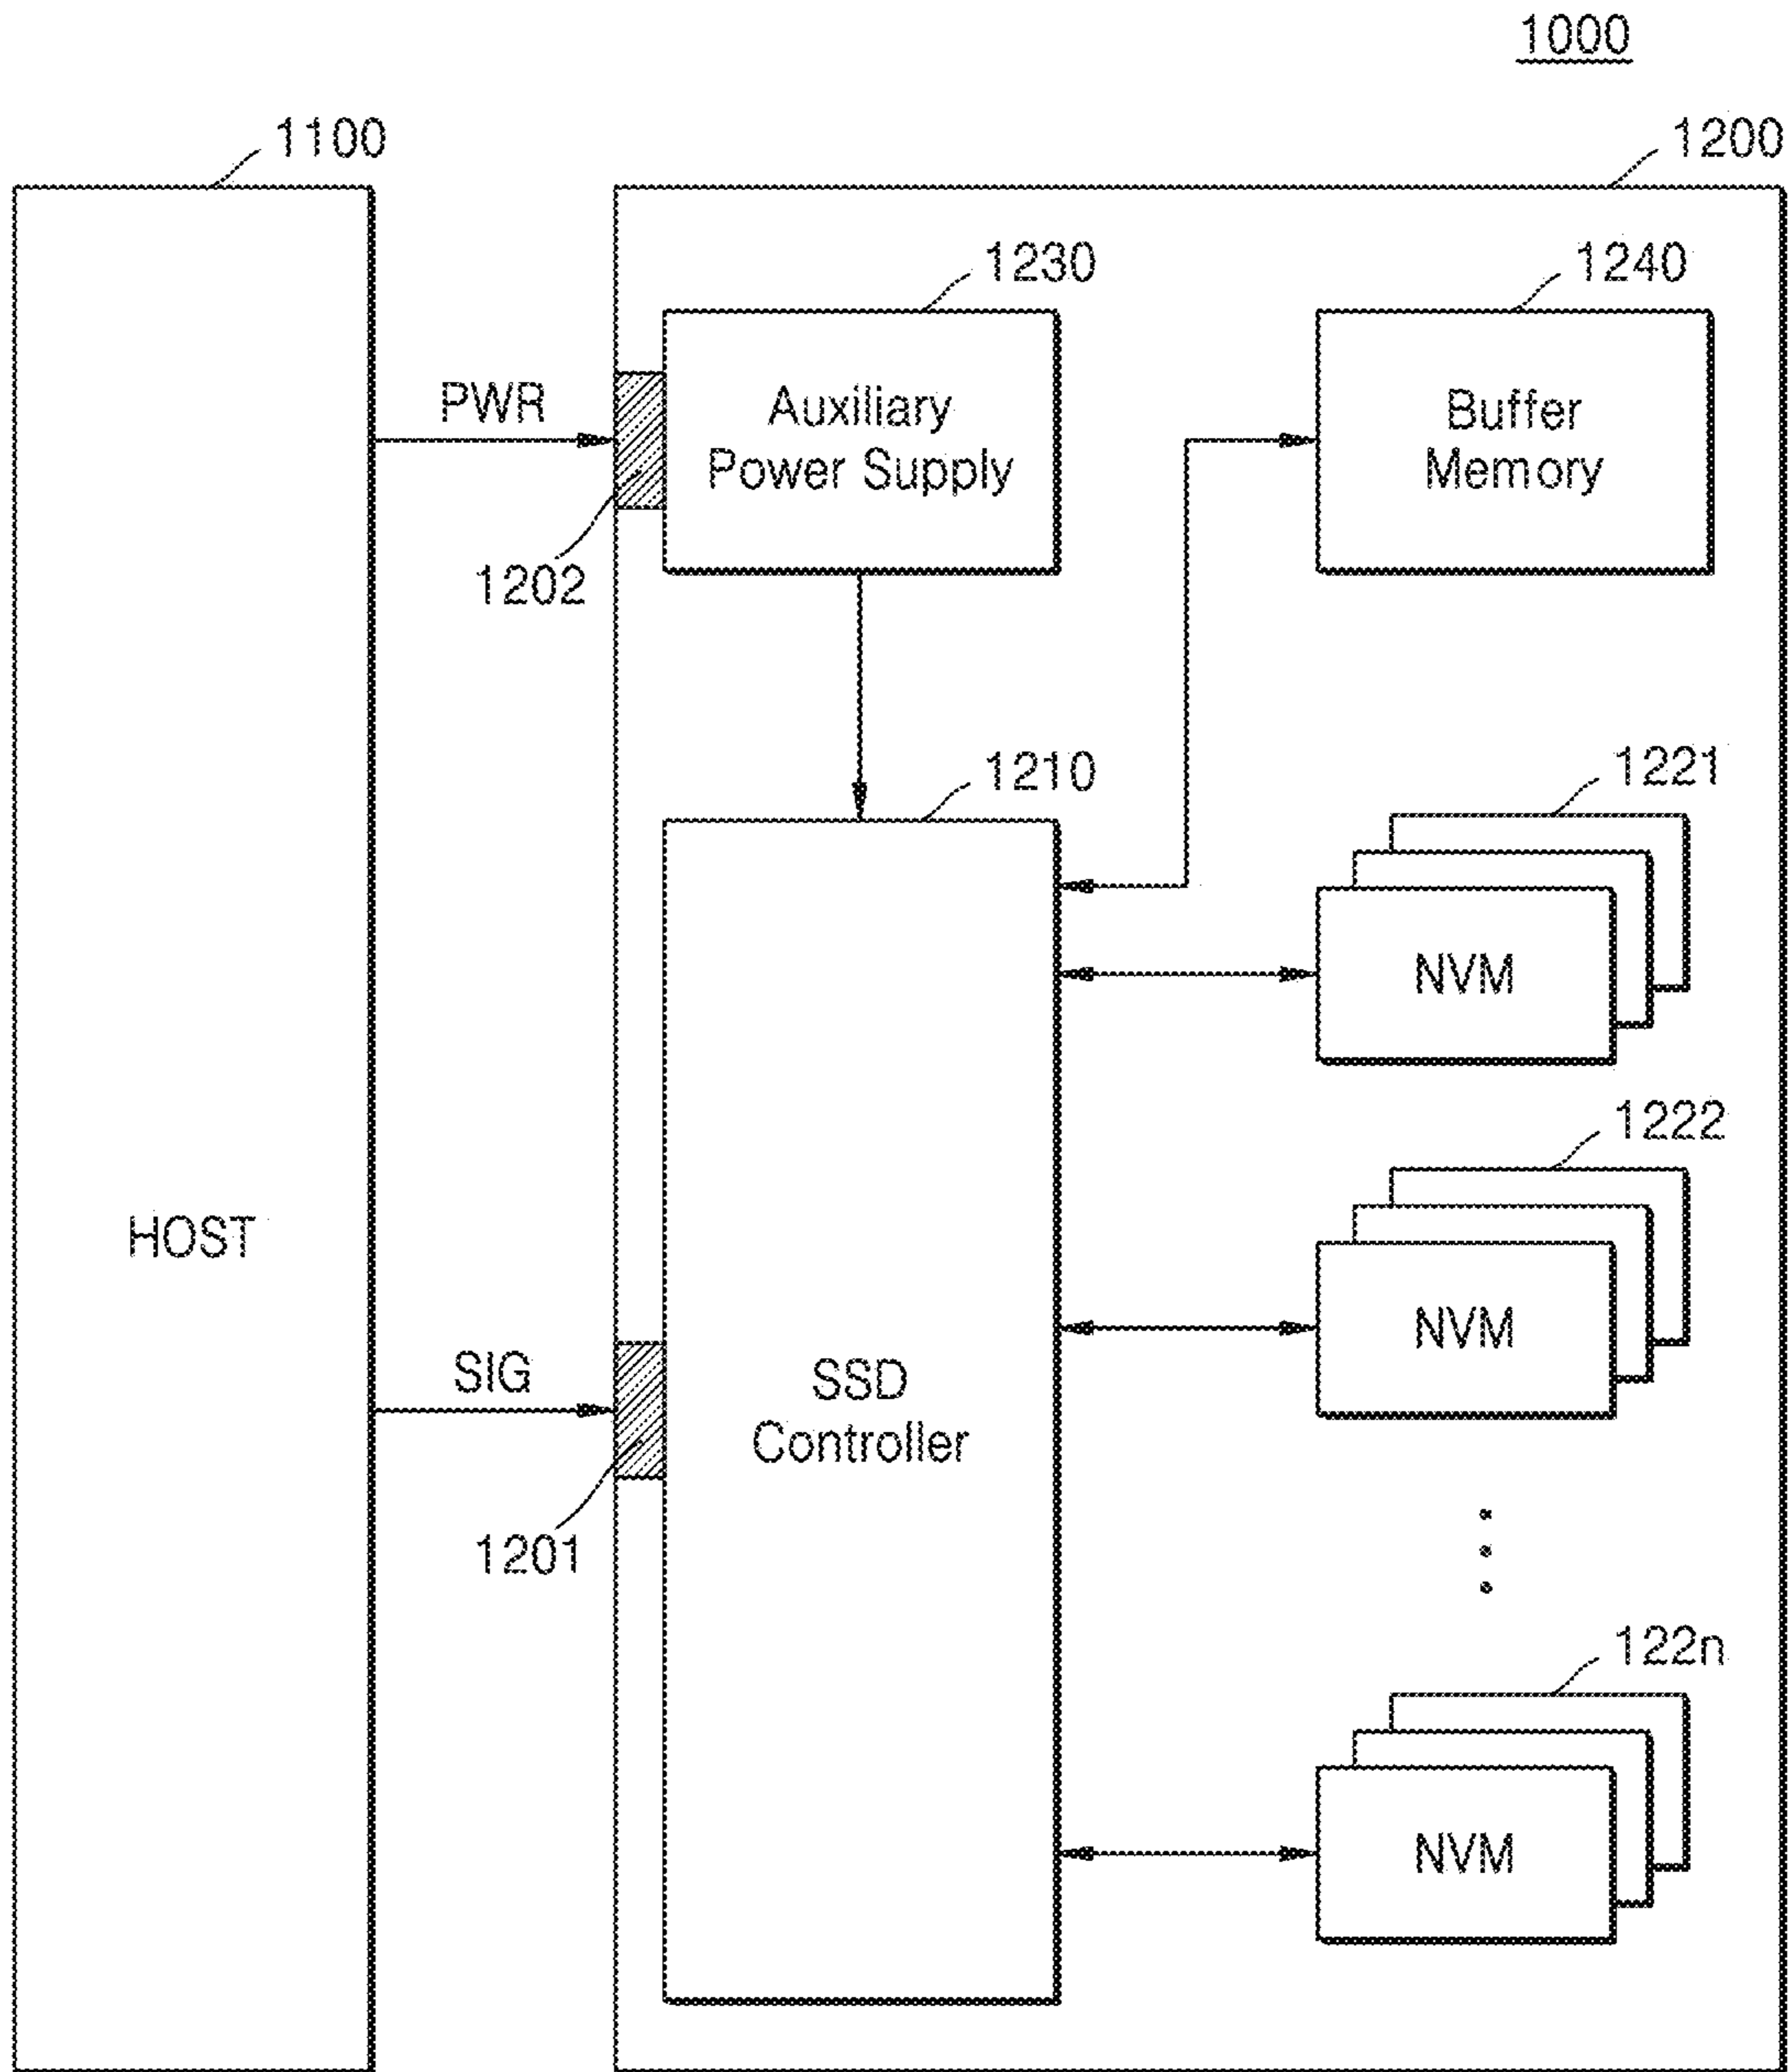 1000
1100
1200
1230
1240
PWR
Auxiliary
Power Supply
Buffer
Memory
1202
1210
1221
NVM
1222
HOST
NVM
SIG
SSD
Controller
1201
122n
NVM